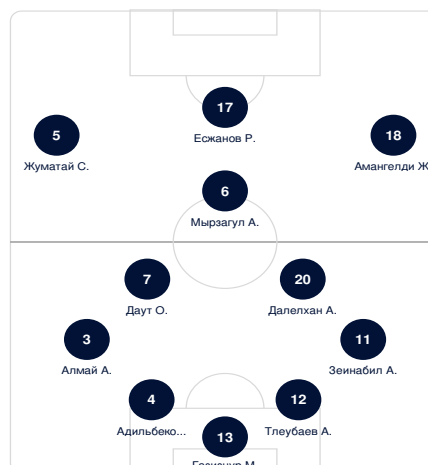 17
Есжанов Р.
5
Жуматай С.
18
Амангелди Ж
6
Мырзагул А.
7
Даут О.
20
Далелхан А.
3
Алмай А.
11
Зеинабил А.
4
Адильбеко...
12
Тлеубаев А.
13